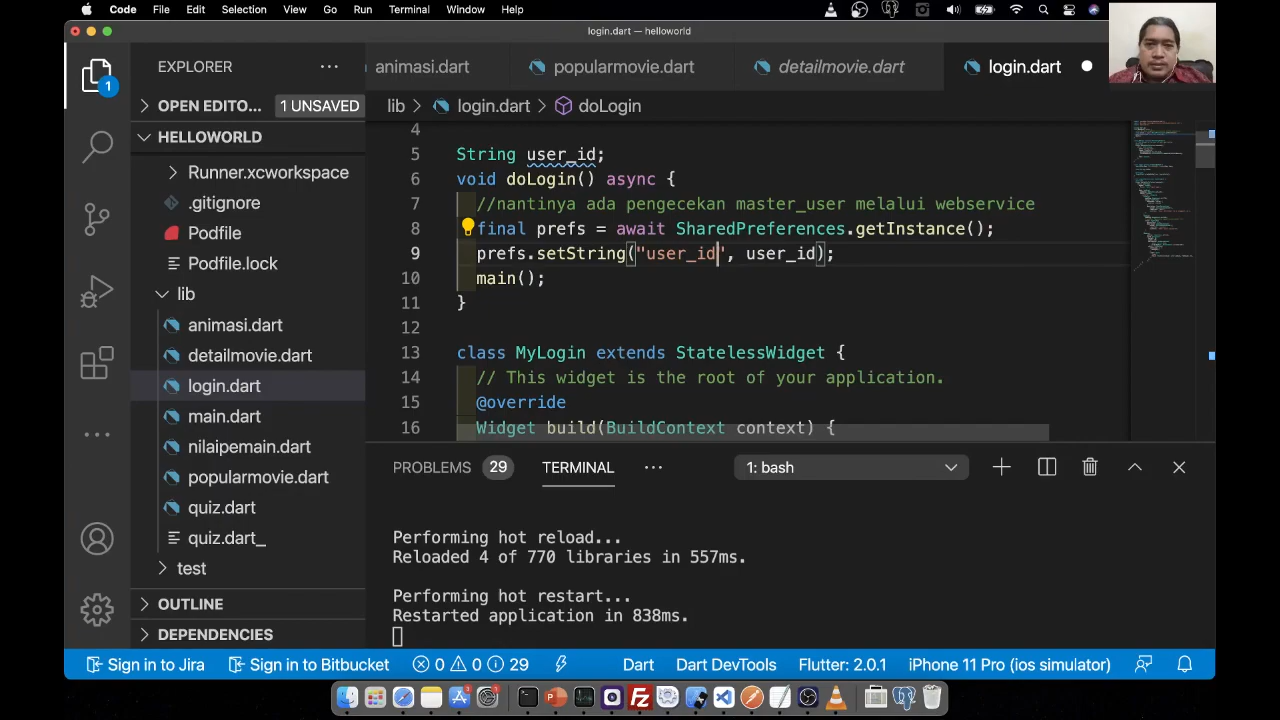 Code File Edit Selection View Go Run Terminal Window Help
login.dart — helloworld
EXPLORER
animasi.dart
popularmovie.dart
detailmovie.dart
login.dart
OPEN EDITO...
1 UNSAVED
lib > login.dart > doLogin
HELLOWORLD
Runner.xcworkspace
.gitignore
Podfile
Podfile.lock
lib
animasi.dart
detailmovie.dart
login.dart
main.dart
nilaipemain.dart
popularmovie.dart
quiz.dart
quiz.dart_
test
OUTLINE
DEPENDENCIES
1
4
5 String user_id;
6 void doLogin() async {
7 //nantinya ada pengecekan master_user melalui webservice
8 final prefs = await SharedPreferences.getInstance();
9 prefs.setString("user_id", user_id);
10 main();
11 }
12
13 class MyLogin extends StatelessWidget {
14 // This widget is the root of your application.
15 @override
16 Widget build(BuildContext context) {
PROBLEMS 29 TERMINAL ... 1: bash
Performing hot reload...
Reloaded 4 of 770 libraries in 557ms.
Performing hot restart...
Restarted application in 838ms.
Sign in to Jira Sign in to Bitbucket 0 0 29 Dart Dart DevTools Flutter: 2.0.1 iPhone 11 Pro (ios simulator)